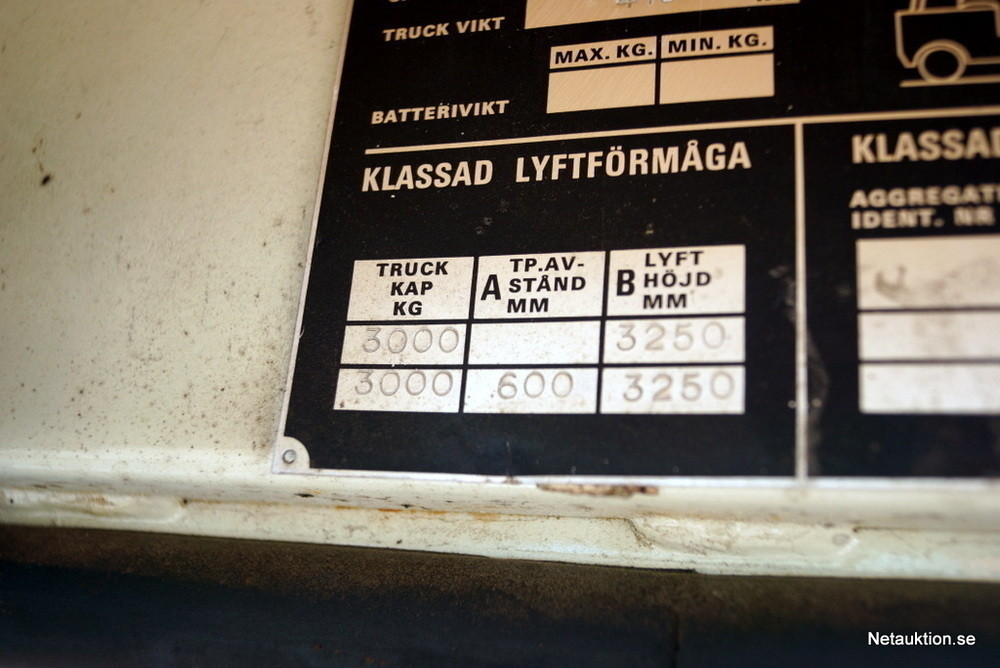 TRUCK VIKT
MAX. KG. MIN. KG.
BATTERIVIKT
KLASSAD LYFTFÖRMÅGA
TRUCK KAP KG
A TP.AV-STÅND MM
B LYFT HÖJD MM
3000 3250
3000 600 3250
AGGREGAT
IDENT. NR
Netauktion.se